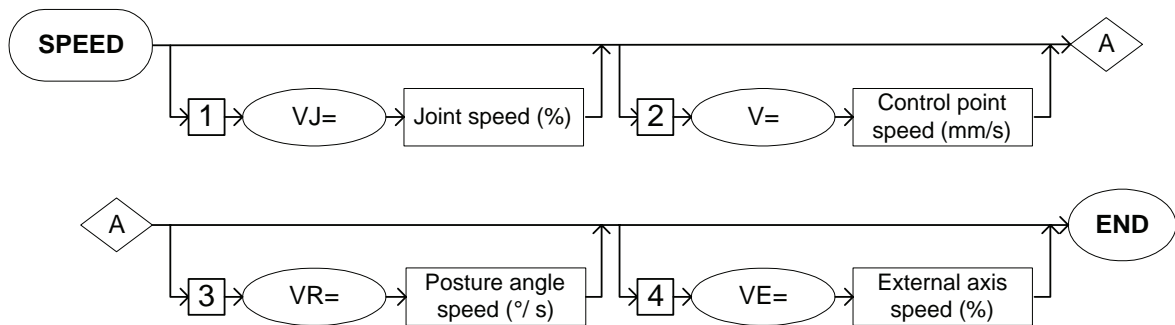 SPEED
A
1
VJ=
Joint speed (%)
2
V=
Control point
speed (mm/s)
A
END
3
VR=
Posture angle
speed (°/ s)
4
VE=
External axis
speed (%)